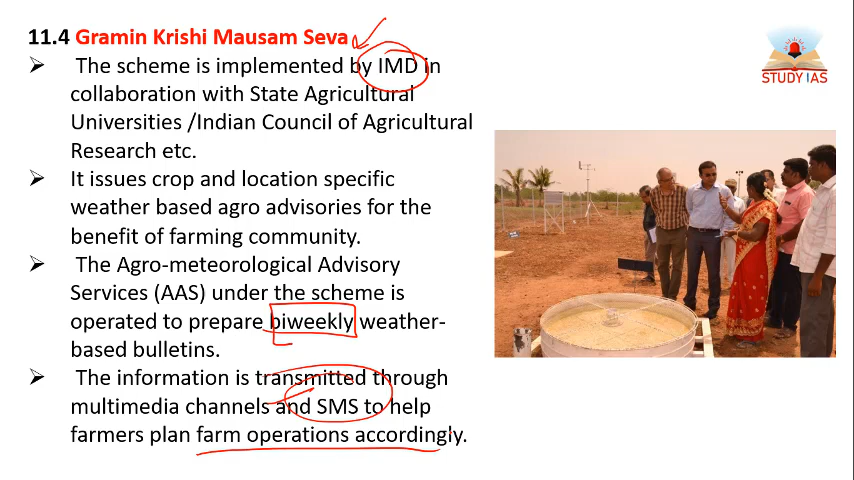 11.4 Gramin Krishi Mausam Seva
➤ The scheme is implemented by IMD in
collaboration with State Agricultural
Universities /Indian Council of Agricultural
Research etc.
➤ It issues crop and location specific
weather based agro advisories for the
benefit of farming community.
➤ The Agro-meteorological Advisory
Services (AAS) under the scheme is
operated to prepare biweekly weather-
based bulletins.
➤ The information is transmitted through
multimedia channels and SMS to help
farmers plan farm operations accordingly.
STUDY IAS